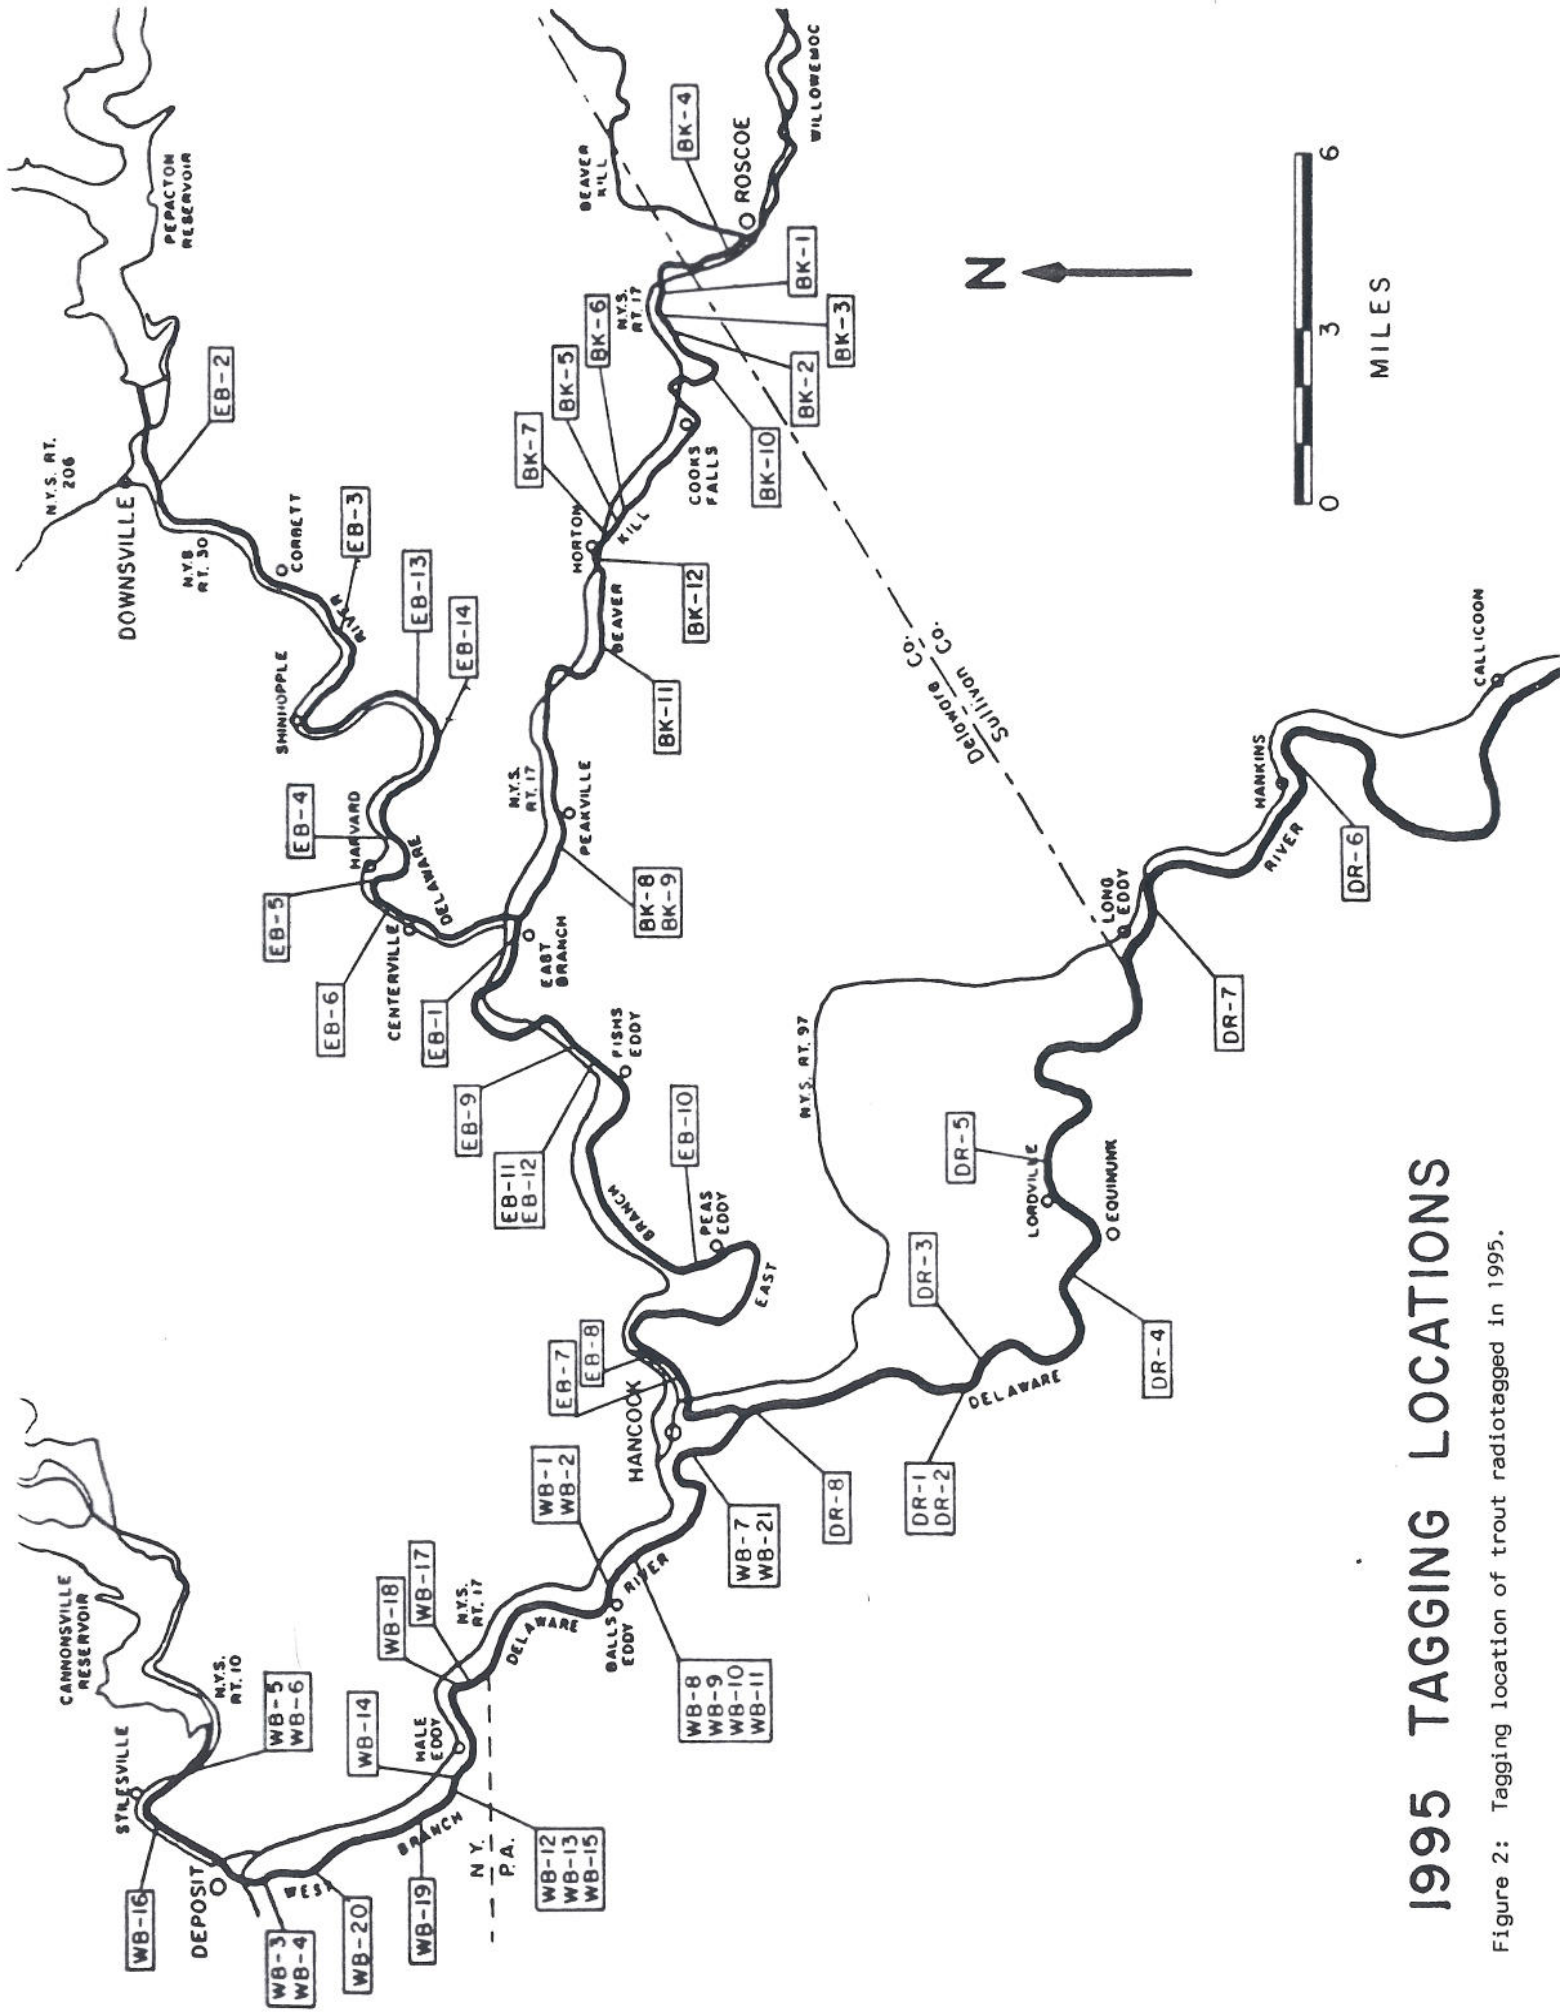 CANNONSVILLE
RESERVOIR
N.Y.S.
RT. 10
STILESVILLE
WB-5
WB-6
WB-16
DEPOSIT
WB-3
WB-4
WEST
WB-20
WB-19
BRANCH
WB-14
HALE
EDDY
WB-18
WB-17
N.Y.S.
RT. 17
N.Y.
P.A.
WB-12
WB-13
WB-15
DELAWARE
BALLS
EDDY
RIVER
WB-1
WB-2
WB-8
WB-9
WB-10
WB-11
HANCOCK
WB-7
WB-21
EB-7
EB-8
DR-8
DR-1
DR-2
DELAWARE
DR-3
DR-4
EAST
PEAS
EDDY
EB-10
BRANCH
EB-11
EB-12
EB-9
FISHS
EDDY
N.Y.S. RT. 97
LORDVILLE
EQUINUNK
DR-5
DR-7
LONG
EDDY
RIVER
DR-6
HANKINS
CALLICOON
Delaware Co.
Sullivan Co.
EB-1
EAST
BRANCH
CENTERVILLE
EB-6
EB-5
EB-4
HARVARD
DELAWARE
SHINHOPPLE
EB-14
EB-13
RIVER
EB-3
CORBETT
N.Y.S
RT. 30
DOWNSVILLE
N.Y.S. RT.
206
EB-2
PEPACTON
RESERVOIR
N.Y.S.
RT. 17
PEAKVILLE
BK-8
BK-9
BK-11
BEAVER
BK-12
HORTON
KILL
BK-7
BK-5
BK-6
COOKS
FALLS
BK-10
N.Y.S.
RT. 17
BK-2
BK-3
BK-1
BEAVER
KILL
BK-4
ROSCOE
WILLOWEMOC
N
0 3 6
MILES
1995 TAGGING LOCATIONS
Figure 2: Tagging location of trout radiotagged in 1995.